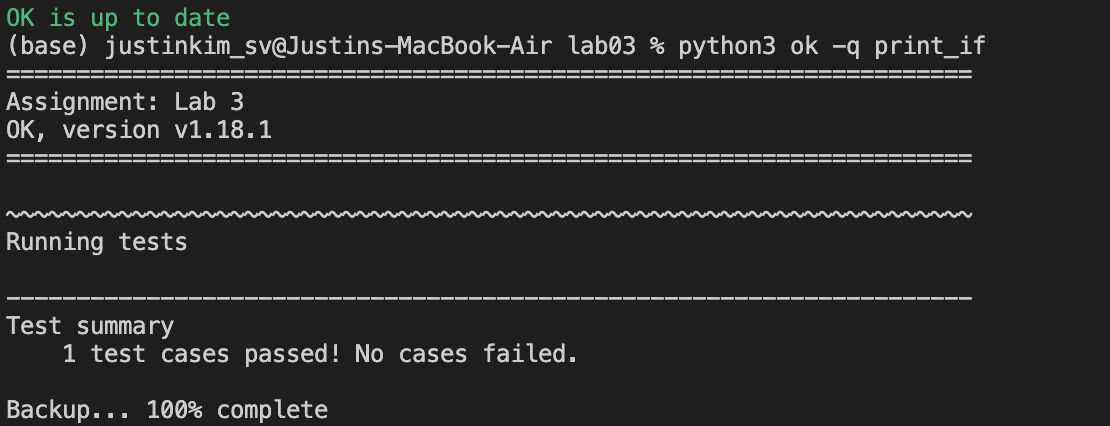 OK is up to date
(base) justinkim_sv@Justins-MacBook-Air lab03 % python3 ok -q print_if
=====================================================================
Assignment: Lab 3
OK, version v1.18.1
=====================================================================
~~~~~~~~~~~~~~~~~~~~~~~~~~~~~~~~~~~~~~~~~~~~~~~~~~~~~~~~~~~~~~~~~~~~~
Running tests
---------------------------------------------------------------------
Test summary
    1 test cases passed! No cases failed.
Backup... 100% complete